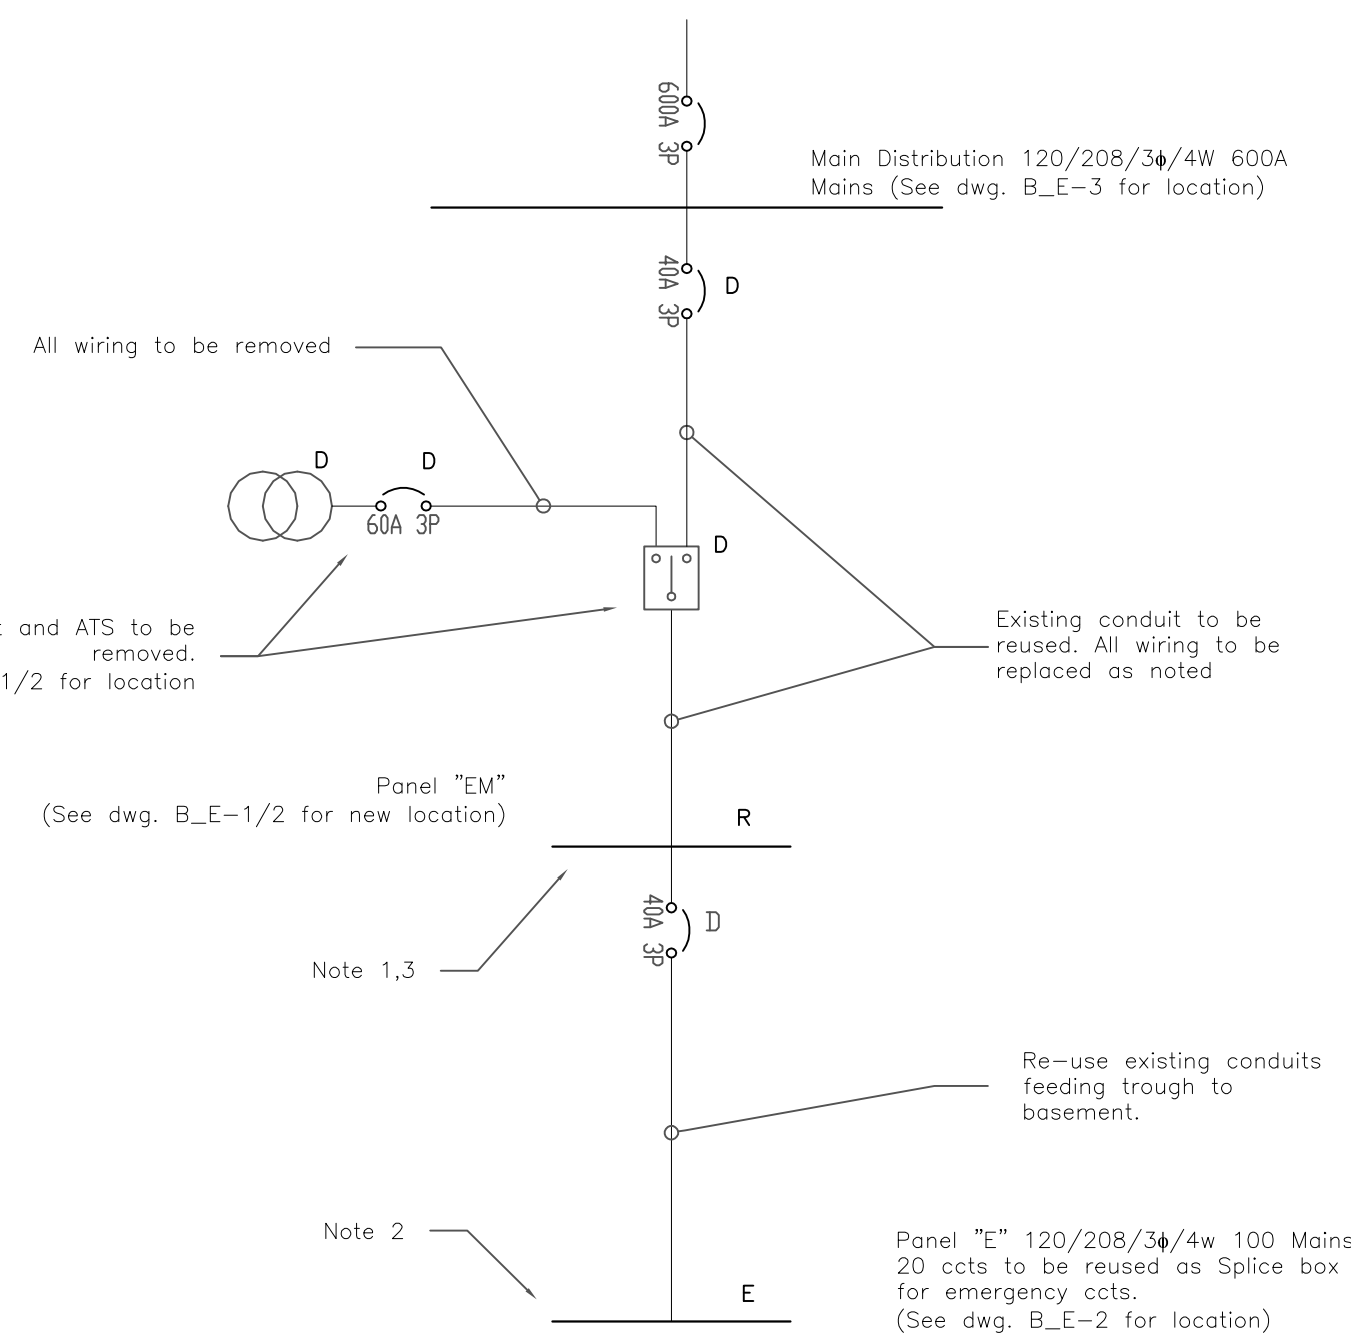 600A 3P
Main Distribution 120/208/3ϕ/4W 600A
Mains (See dwg. B_E-3 for location)
40A 3P
D
All wiring to be removed
D
D
60A 3P
D
and ATS to be
removed.
1/2 for location
Existing conduit to be
reused. All wiring to be
replaced as noted
Panel "EM"
(See dwg. B_E-1/2 for new location)
R
40A 3P
D
Note 1,3
Re-use existing conduits
feeding trough to
basement.
Note 2
E
Panel "E" 120/208/3ϕ/4w 100 Mains
20 ccts to be reused as Splice box
for emergency ccts.
(See dwg. B_E-2 for location)